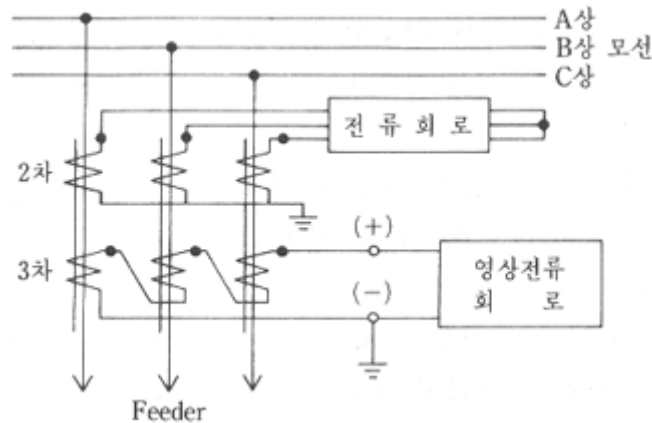 A상
B상 모선
C상
전 류 회 로
2차
(+)
3차
영상전류
회 로
(-)
Feeder